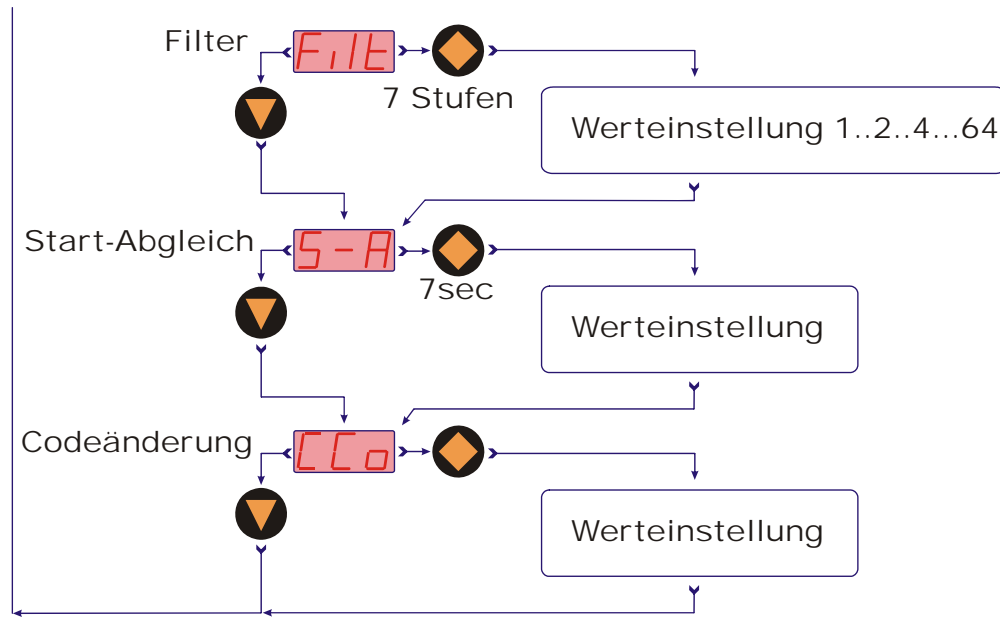 Filter
Filt
7 Stufen
Werteinstellung 1..2..4...64
Start-Abgleich
S-A
7sec
Werteinstellung
Codeänderung
CCo
Werteinstellung